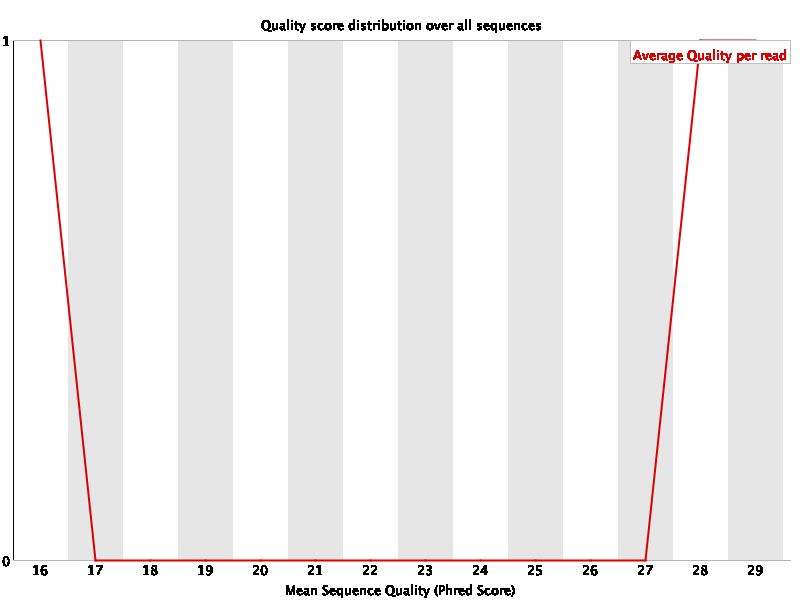 Quality score distribution over all sequences
1
Average Quality per read
0
16 17 18 19 20 21 22 23 24 25 26 27 28 29
Mean Sequence Quality (Phred Score)